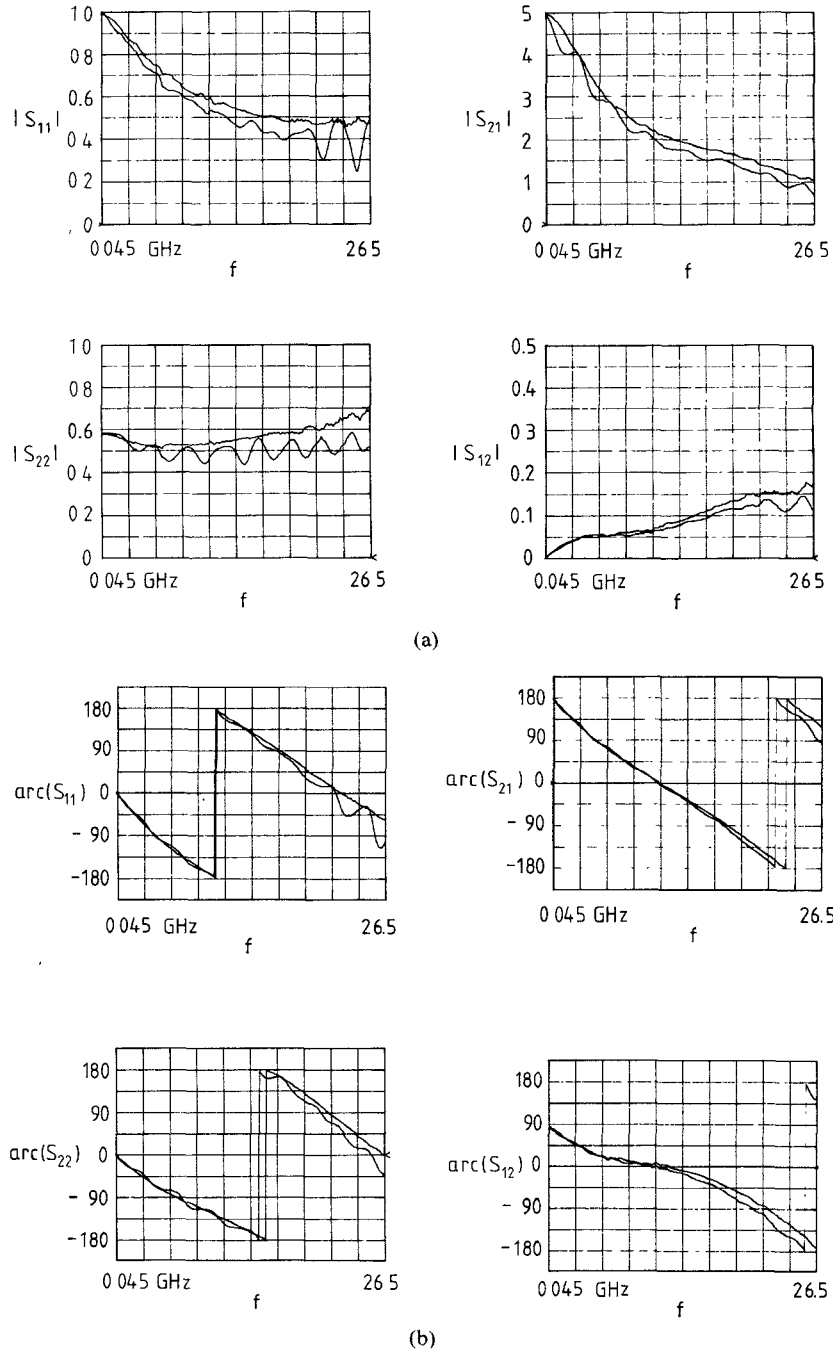 1.0
0.8
|S11|
0.6
0.4
0.2
0
0 045 GHz
26 5
f
5
4
|S21|
3
2
1
0
0 045 GHz
26 5
f
1 0
0.8
|S22|
0.6
0.4
0.2
0
0 045 GHz
26 5
f
0.5
0.4
|S12|
0.3
0.2
0.1
0
0.045 GHz
26 5
f
(a)
180
90
arc(S11)
0
-90
-180
0 045 GHz
26.5
f
180
90
arc(S21)
0
-90
-180
0 045 GHz
26.5
f
180
90
arc(S22)
0
-90
-180
0 045 GHz
26.5
f
180
90
arc(S12)
0
-90
-180
0 045 GHz
26.5
f
(b)